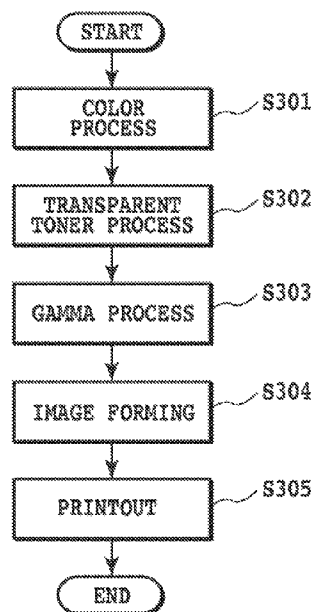 START
COLOR
PROCESS
S301
TRANSPARENT
TONER PROCESS
S302
GAMMA PROCESS
S303
IMAGE FORMING
S304
PRINTOUT
S305
END